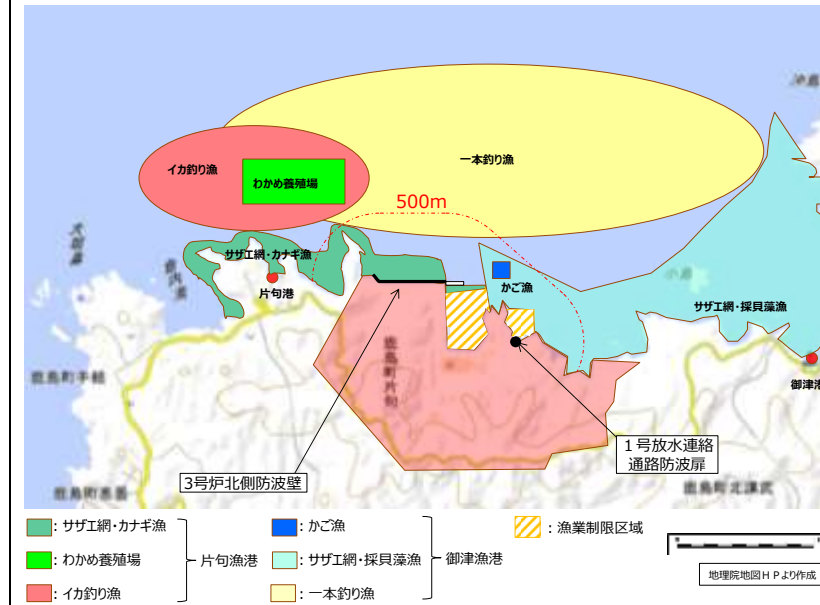 一本釣り漁
イカ釣り漁
わかめ養殖場
500m
サザエ網・カナギ漁
片句港
かご漁
サザエ網・採貝藻漁
御津港
鹿島町片句
鹿島町手結
3号炉北側防波壁
1号放水連絡
通路防波扉
鹿島町恵曇
鹿島町北講武
: サザエ網・カナギ漁
: わかめ養殖場
: イカ釣り漁
片句漁港
: かご漁
: サザエ網・採貝藻漁
: 一本釣り漁
御津漁港
: 漁業制限区域
地理院地図HPより作成